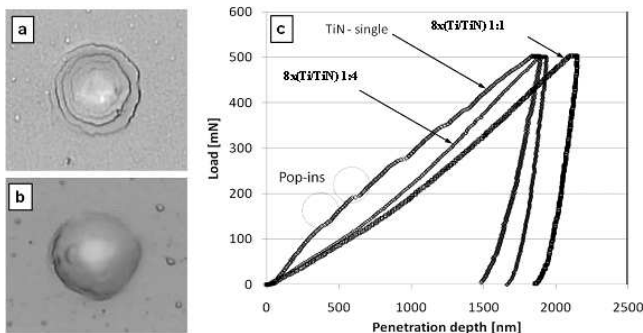 a
b
c
600
500
400
300
200
100
0
Load [mN]
TiN - single
8x(Ti/TiN) 1:1
8x(Ti/TiN) 1:4
Pop-ins
0 500 1000 1500 2000 2500
Penetration depth [nm]